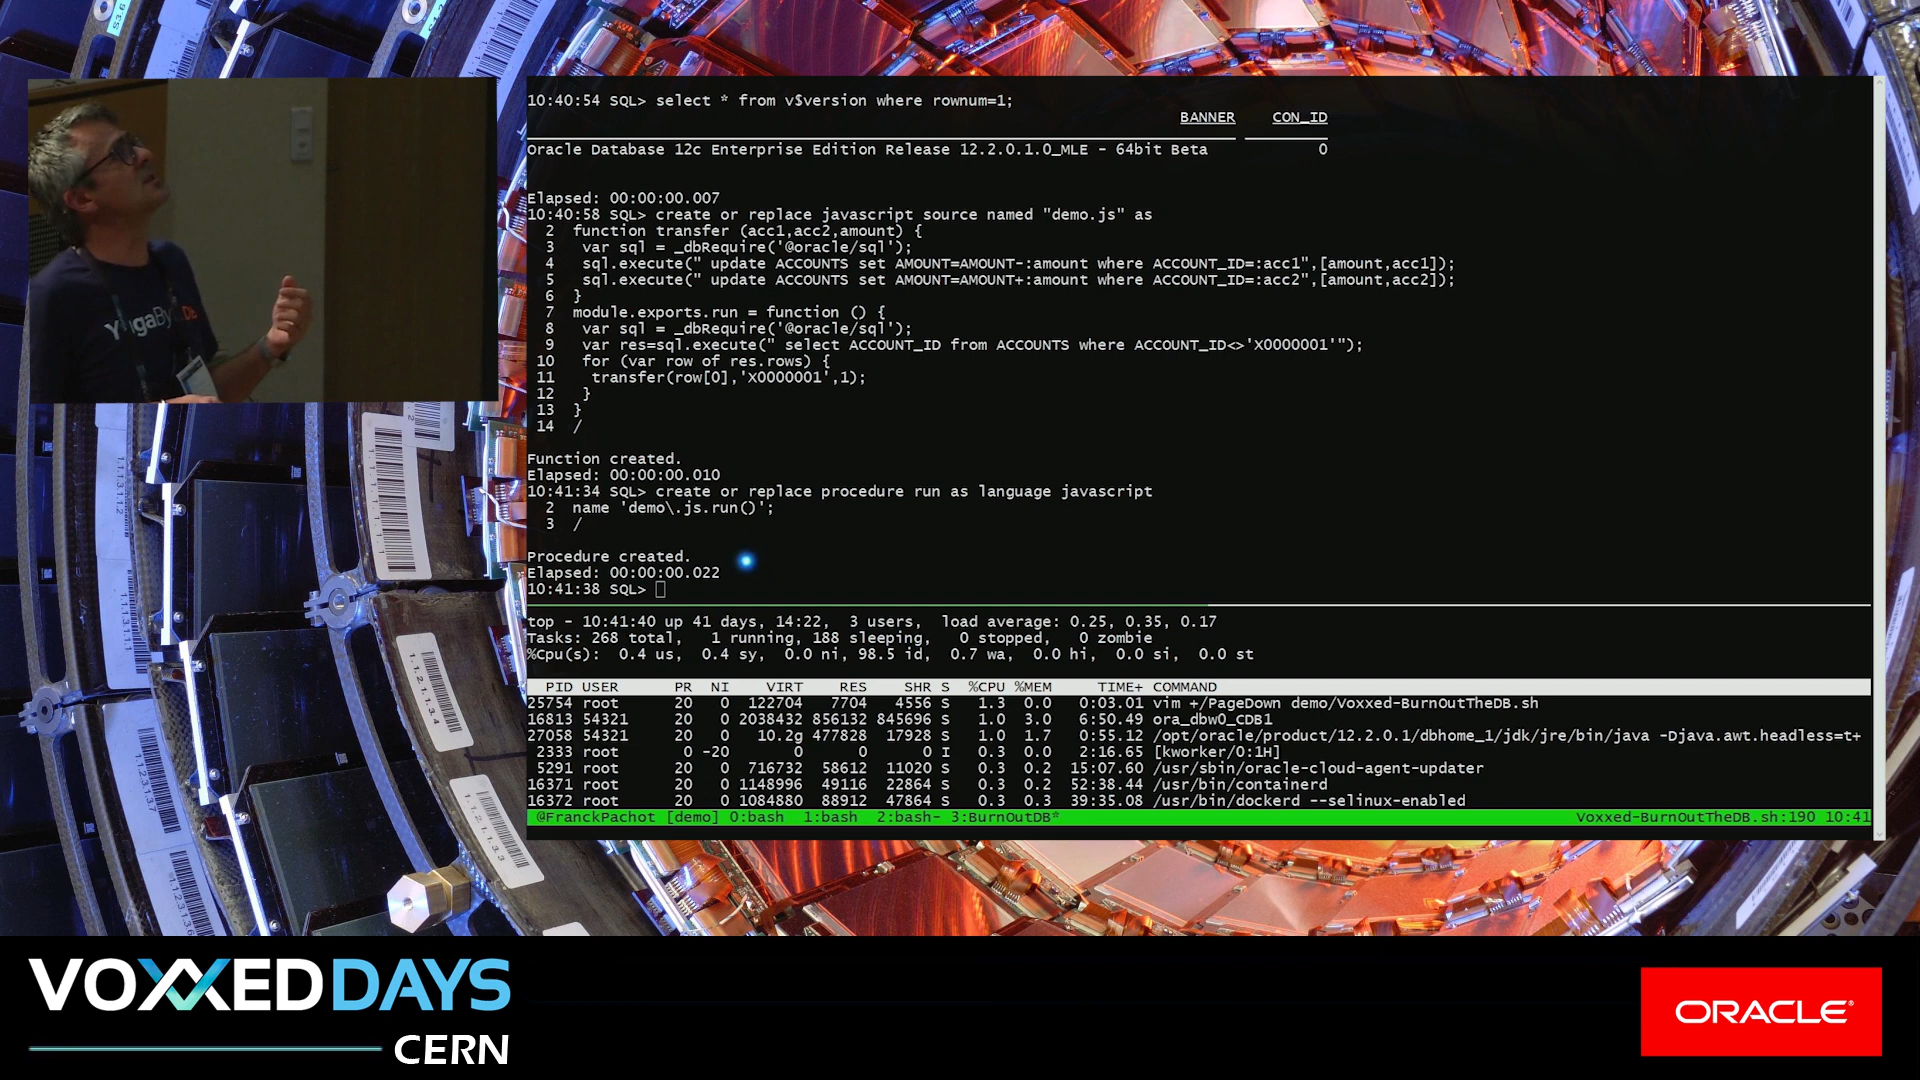 10:40:54 SQL> select * from v$version where rownum=1;
BANNER CON_ID
Oracle Database 12c Enterprise Edition Release 12.2.0.1.0_MLE - 64bit Beta 0
Elapsed: 00:00:00.007
10:40:58 SQL> create or replace javascript source named "demo.js" as
2 function transfer (acc1,acc2,amount) {
3 var sql = _dbRequire('@oracle/sql');
4 sql.execute(" update ACCOUNTS set AMOUNT=AMOUNT-:amount where ACCOUNT_ID=:acc1",[amount,acc1]);
5 sql.execute(" update ACCOUNTS set AMOUNT=AMOUNT+:amount where ACCOUNT_ID=:acc2",[amount,acc2]);
6 }
7 module.exports.run = function () {
8 var sql = _dbRequire('@oracle/sql');
9 var res=sql.execute(" select ACCOUNT_ID from ACCOUNTS where ACCOUNT_ID<>'X0000001'");
10 for (var row of res.rows) {
11 transfer(row[0],'X0000001',1);
12 }
13 }
14 /
Function created.
Elapsed: 00:00:00.010
10:41:34 SQL> create or replace procedure run as language javascript
2 name 'demo\.js.run()';
3 /
Procedure created.
Elapsed: 00:00:00.022
10:41:38 SQL>
top - 10:41:40 up 41 days, 14:22, 3 users, load average: 0.25, 0.35, 0.17
Tasks: 268 total, 1 running, 188 sleeping, 0 stopped, 0 zombie
%Cpu(s): 0.4 us, 0.4 sy, 0.0 ni, 98.5 id, 0.7 wa, 0.0 hi, 0.0 si, 0.0 st
PID USER PR NI VIRT RES SHR S %CPU %MEM TIME+ COMMAND
25754 root 20 0 122704 7704 4556 S 1.3 0.0 0:03.01 vim +/PageDown demo/Voxxed-BurnOutTheDB.sh
16813 54321 20 0 2038432 856132 845696 S 1.0 3.0 6:50.49 ora_dbw0_CDB1
27058 54321 20 0 10.2g 477828 17928 S 1.0 1.7 0:55.12 /opt/oracle/product/12.2.0.1/dbhome_1/jdk/jre/bin/java -Djava.awt.headless=t+
2333 root 0 -20 0 0 0 I 0.3 0.0 2:16.65 [kworker/0:1H]
5291 root 20 0 716732 58612 11020 S 0.3 0.2 15:07.60 /usr/sbin/oracle-cloud-agent-updater
16371 root 20 0 1148996 49116 22864 S 0.3 0.2 52:38.44 /usr/bin/containerd
16372 root 20 0 1084880 88912 47864 S 0.3 0.3 39:35.08 /usr/bin/dockerd --selinux-enabled
@FranckPachot [demo] 0:bash 1:bash 2:bash- 3:BurnOutDB* Voxxed-BurnOutTheDB.sh:190 10:41
VOXXED DAYS
CERN
ORACLE®